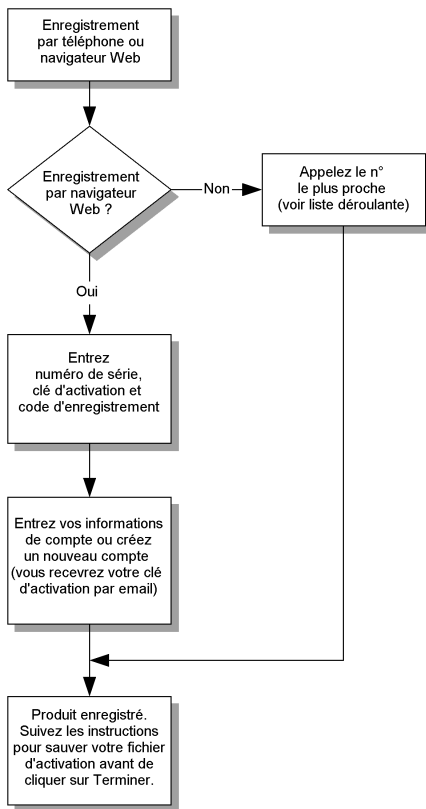 Enregistrement
par téléphone ou
navigateur Web
Enregistrement
par navigateur
Web ?
Non
Appelez le n°
le plus proche
(voir liste déroulante)
Oui
Entrez
numéro de série,
clé d'activation et
code d'enregistrement
Entrez vos informations
de compte ou créez
un nouveau compte
(vous recevrez votre clé
d'activation par email)
Produit enregistré.
Suivez les instructions
pour sauver votre fichier
d'activation avant de
cliquer sur Terminer.